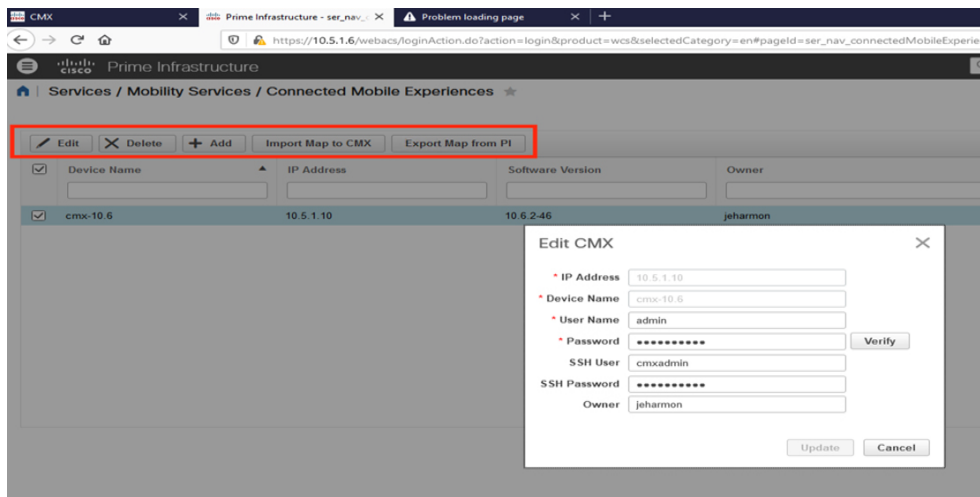 CMX
Prime Infrastructure - ser_nav_
Problem loading page
https://10.5.1.6/webacs/loginAction.do?action=login&product=wcs&selectedCategory=en#pageId=ser_nav_connectedMobileExperie
cisco Prime Infrastructure
Services / Mobility Services / Connected Mobile Experiences
Edit Delete Add Import Map to CMX Export Map from PI
Device Name IP Address Software Version Owner
cmx-10.6 10.5.1.10 10.6.2-46 jeharmon
Edit CMX
* IP Address 10.5.1.10
* Device Name cmx-10.6
* User Name admin
* Password •••••••••• Verify
SSH User cmxadmin
SSH Password ••••••••••
Owner jeharmon
Update Cancel